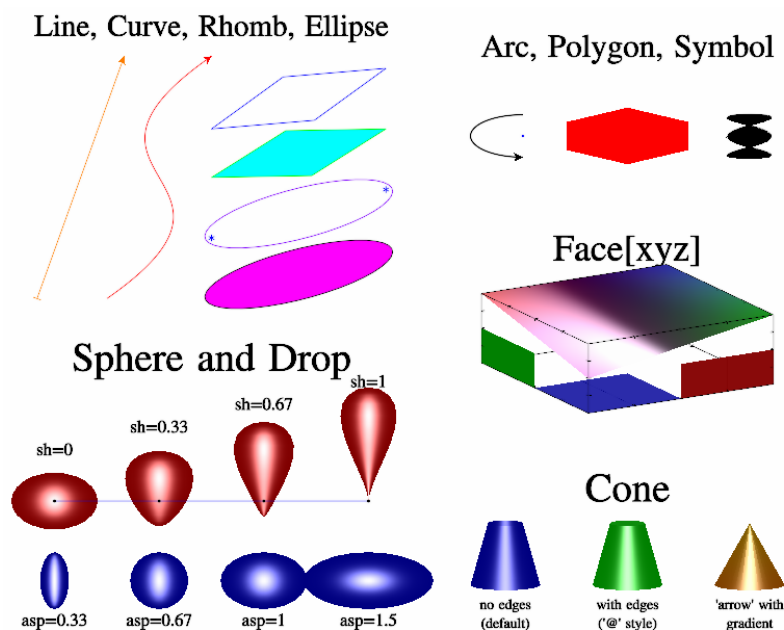 Line, Curve, Rhomb, Ellipse
Arc, Polygon, Symbol
*
*
Face[xyz]
Sphere and Drop
sh=0
sh=0.33
sh=0.67
sh=1
asp=0.33
asp=0.67
asp=1
asp=1.5
Cone
no edges
(default)
with edges
('@' style)
'arrow' with
gradient